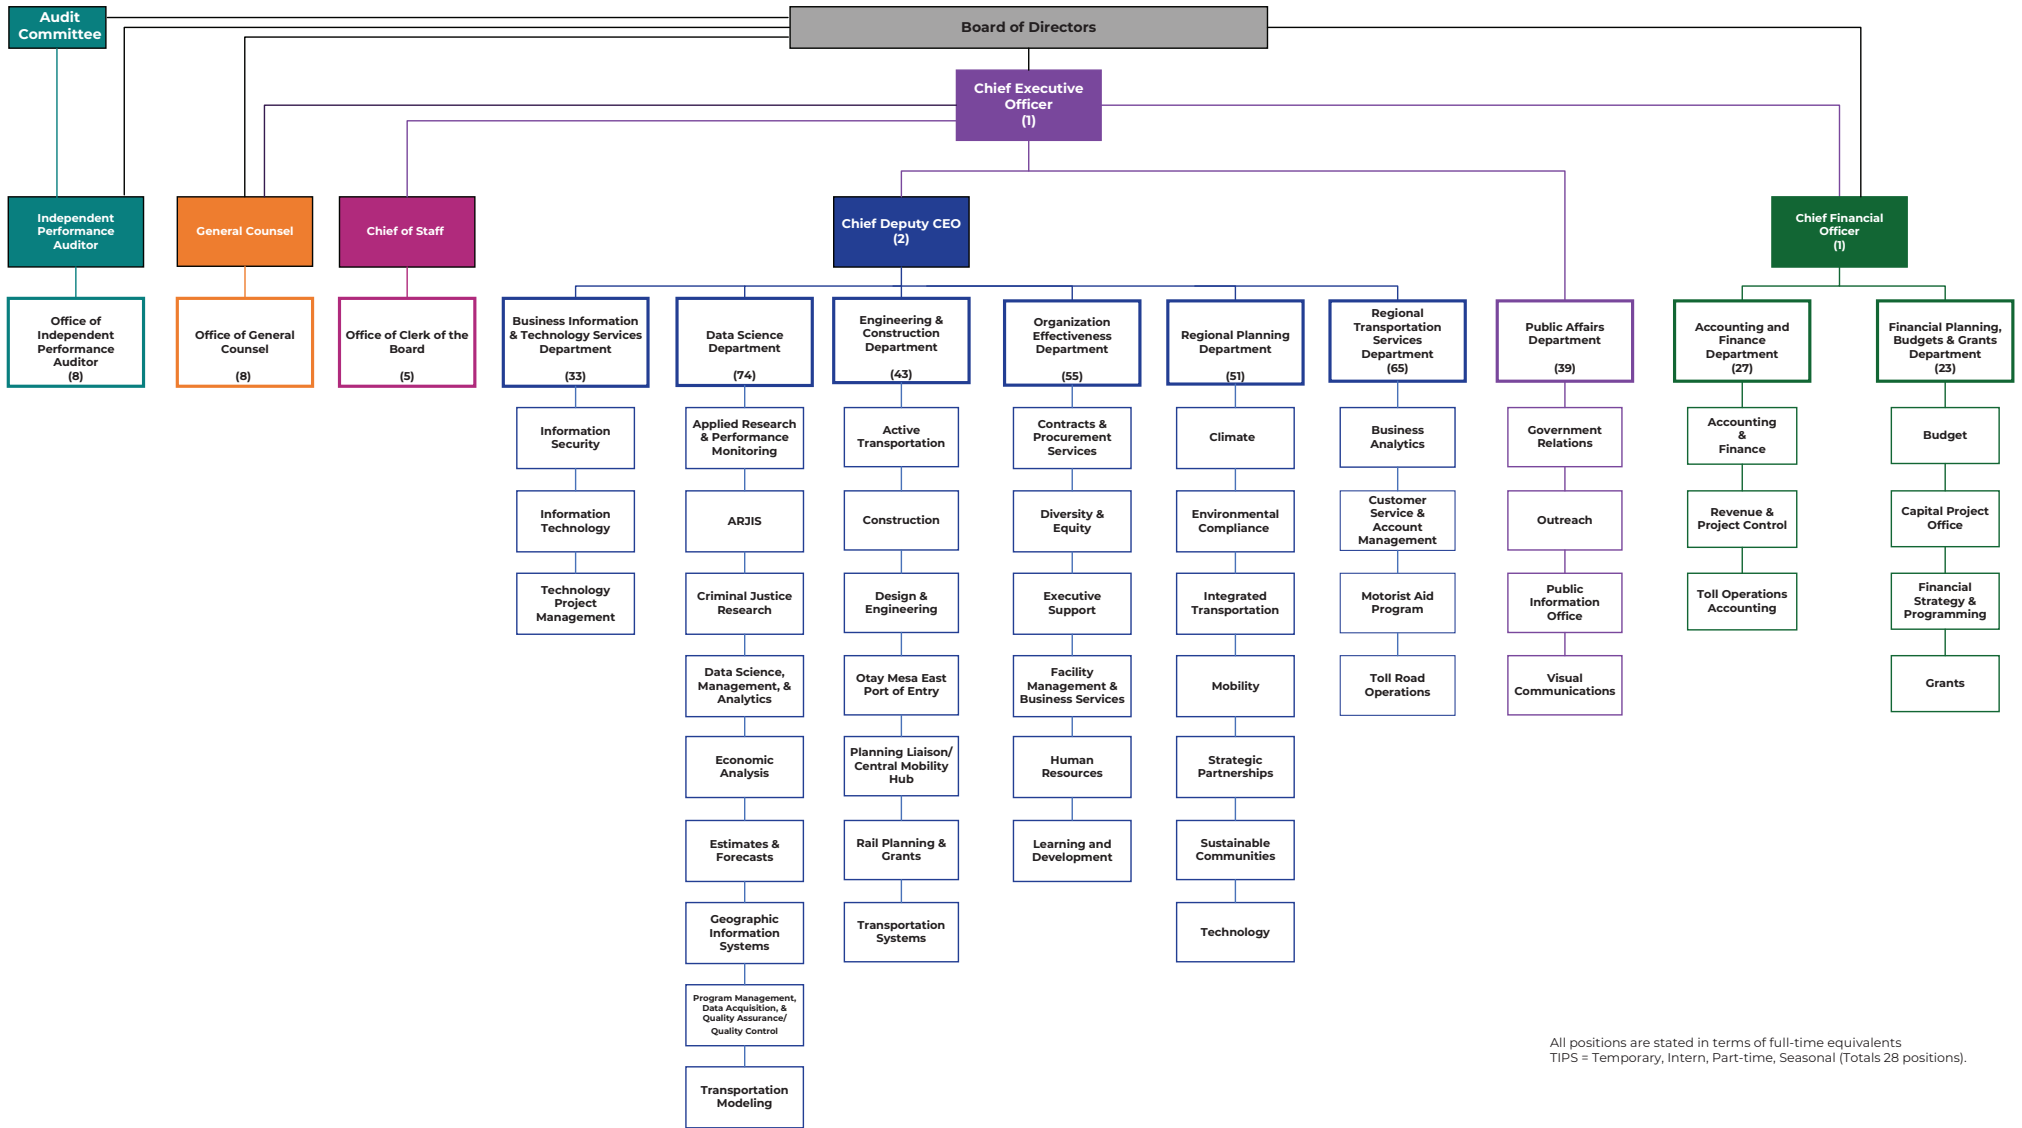 Audit
Committee
Board of Directors
Chief Executive
Officer
(1)
Independent
Performance
Auditor
General Counsel
Chief of Staff
Chief Deputy CEO
(2)
Chief Financial
Officer
(1)
Office of
Independent
Performance
Auditor
(8)
Office of General
Counsel
(8)
Office of Clerk of the
Board
(5)
Business Information
& Technology Services
Department
(33)
Data Science
Department
(74)
Engineering &
Construction
Department
(43)
Organization
Effectiveness
Department
(55)
Regional Planning
Department
(51)
Regional
Transportation
Services
Department
(65)
Public Affairs
Department
(39)
Accounting and
Finance
Department
(27)
Financial Planning,
Budgets & Grants
Department
(23)
Information
Security
Information
Technology
Technology
Project
Management
Applied Research
& Performance
Monitoring
ARJIS
Criminal Justice
Research
Data Science,
Management, &
Analytics
Economic
Analysis
Estimates &
Forecasts
Geographic
Information
Systems
Program Management,
Data Acquisition, &
Quality Assurance/
Quality Control
Transportation
Modeling
Active
Transportation
Construction
Design &
Engineering
Otay Mesa East
Port of Entry
Planning Liaison/
Central Mobility
Hub
Rail Planning &
Grants
Transportation
Systems
Contracts &
Procurement
Services
Diversity &
Equity
Executive
Support
Facility
Management &
Business Services
Human
Resources
Learning and
Development
Climate
Environmental
Compliance
Integrated
Transportation
Mobility
Strategic
Partnerships
Sustainable
Communities
Technology
Business
Analytics
Customer
Service &
Account
Management
Motorist Aid
Program
Toll Road
Operations
Government
Relations
Outreach
Public
Information
Office
Visual
Communications
Accounting
&
Finance
Revenue &
Project Control
Toll Operations
Accounting
Budget
Capital Project
Office
Financial
Strategy &
Programming
Grants
All positions are stated in terms of full-time equivalents
TIPS = Temporary, Intern, Part-time, Seasonal (Totals 28 positions).